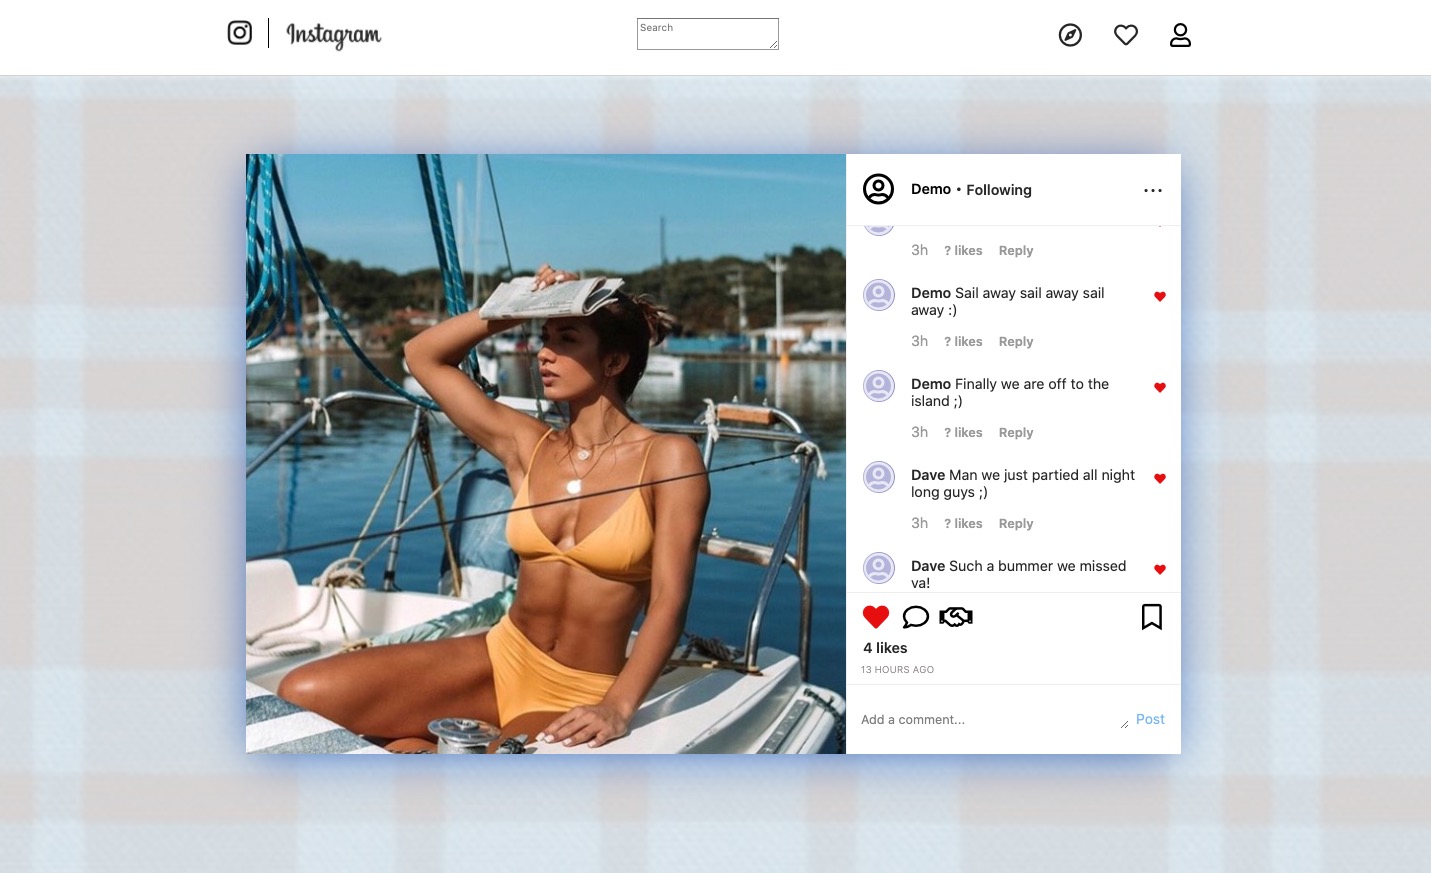 Instagram
Search
Demo • Following
3h ? likes Reply
Demo Sail away sail away sail
away :)
3h ? likes Reply
Demo Finally we are off to the
island ;)
3h ? likes Reply
Dave Man we just partied all night
long guys ;)
3h ? likes Reply
Dave Such a bummer we missed
ya!
4 likes
13 HOURS AGO
Add a comment...
Post